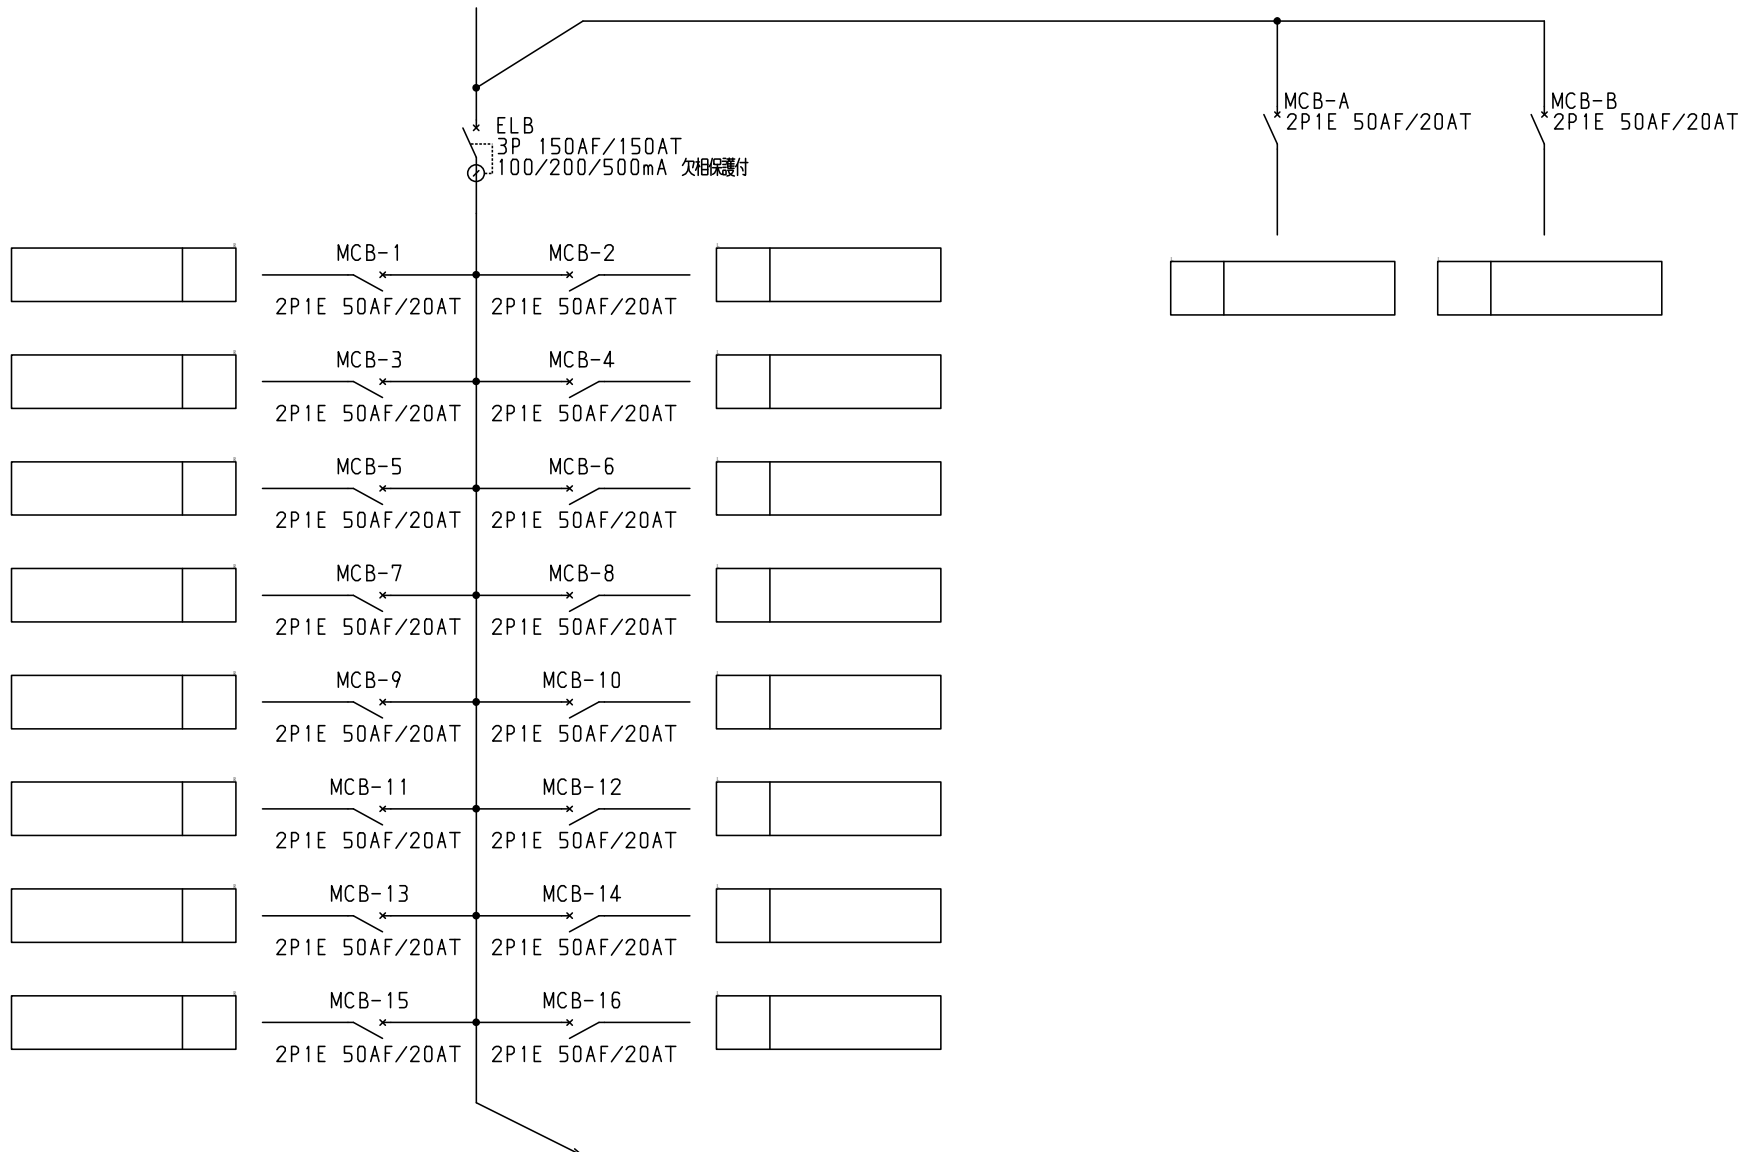 MCB-A
2P1E 50AF/20AT
MCB-B
2P1E 50AF/20AT
ELB
3P 150AF/150AT
100/200/500mA 欠相保護付
MCB-1
2P1E 50AF/20AT
MCB-2
2P1E 50AF/20AT
MCB-3
2P1E 50AF/20AT
MCB-4
2P1E 50AF/20AT
MCB-5
2P1E 50AF/20AT
MCB-6
2P1E 50AF/20AT
MCB-7
2P1E 50AF/20AT
MCB-8
2P1E 50AF/20AT
MCB-9
2P1E 50AF/20AT
MCB-10
2P1E 50AF/20AT
MCB-11
2P1E 50AF/20AT
MCB-12
2P1E 50AF/20AT
MCB-13
2P1E 50AF/20AT
MCB-14
2P1E 50AF/20AT
MCB-15
2P1E 50AF/20AT
MCB-16
2P1E 50AF/20AT